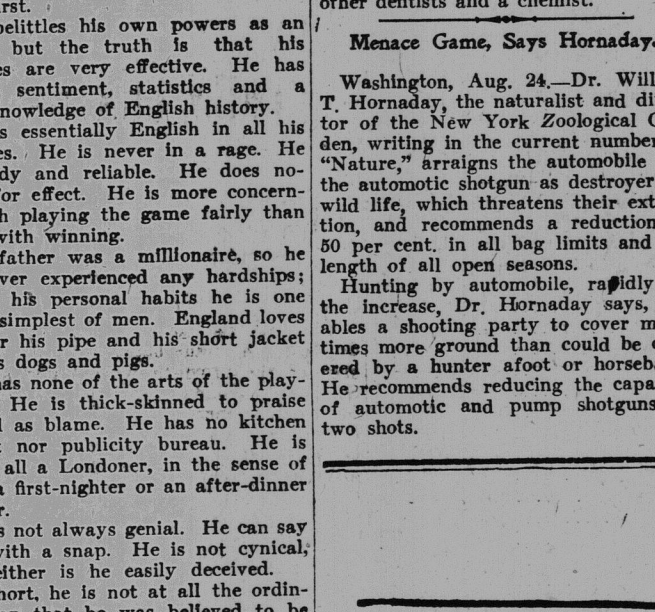 rst.
belittles his own powers as an
but the truth is that his
es are very effective. He has
sentiment, statistics and a
nowledge of English history.
s essentially English in all his
es. He is never in a rage. He
dy and reliable. He does no-
for effect. He is more concern-
h playing the game fairly than
with winning.
father was a millionaire, so he
ver experienced any hardships;
his personal habits he is one
simplest of men. England loves
r his pipe and his short jacket
s dogs and pigs.
has none of the arts of the play-
He is thick-skinned to praise
l as blame. He has no kitchen
t nor publicity bureau. He is
all a Londoner, in the sense of
a first-nighter or an after-dinner
r.
s not always genial. He can say
with a snap. He is not cynical,
either is he easily deceived.
hort, he is not at all the ordin-
that he was believed to be
other dentists and a chemist.
Menace Game, Says Hornaday.
Washington, Aug. 24.—Dr. Will
T. Hornaday, the naturalist and di
tor of the New York Zoological G
den, writing in the current number
"Nature," arraigns the automobile
the automotic shotgun as destroyer
wild life, which threatens their ext
tion, and recommends a reduction
50 per cent. in all bag limits and
length of all open seasons.
Hunting by automobile, rapidly
the increase, Dr. Hornaday says,
ables a shooting party to cover m
times more ground than could be c
ered by a hunter afoot or horseb
He recommends reducing the capa
of automotic and pump shotguns
two shots.